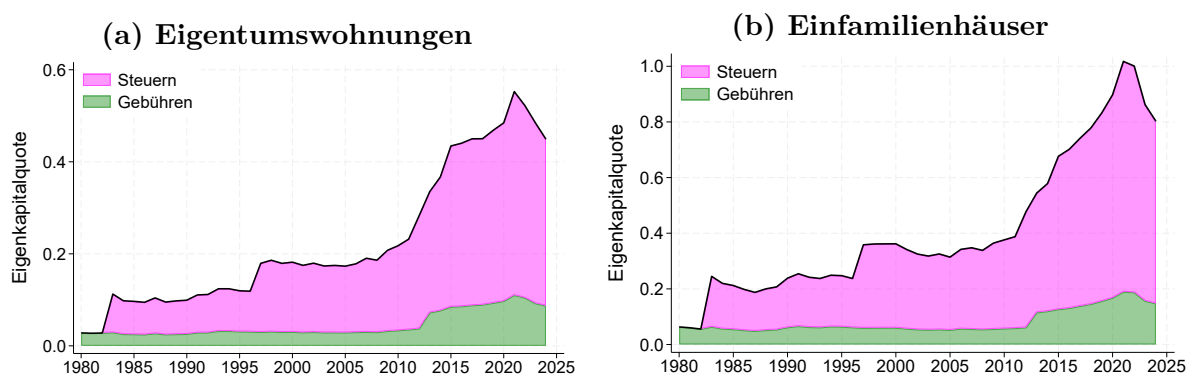 (a) Eigentumswohnungen
Eigenkapitalquote
0.6
0.4
0.2
0.0
Steuern
Gebühren
1980 1985 1990 1995 2000 2005 2010 2015 2020 2025
(b) Einfamilienhäuser
Eigenkapitalquote
1.0
0.8
0.6
0.4
0.2
0.0
Steuern
Gebühren
1980 1985 1990 1995 2000 2005 2010 2015 2020 2025